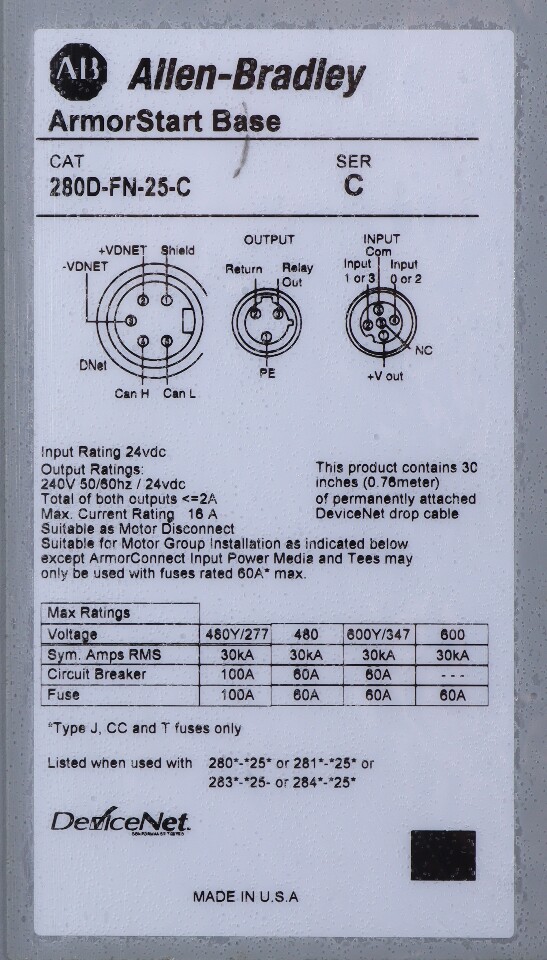 AB Allen-Bradley
ArmorStart Base
CAT SER
280D-FN-25-C C
OUTPUT INPUT
+VDNET Shield Com
-VDNET Return Relay Input Input
Out 1 or 3 0 or 2
2 1
3
4 5
DNet PE NC
+V out
Can H Can L
Input Rating 24vdc
Output Ratings: This product contains 30
240V 50/60hz / 24vdc inches (0.76meter)
Total of both outputs <=2A of permanently attached
Max. Current Rating 16 A DeviceNet drop cable
Suitable as Motor Disconnect
Suitable for Motor Group Installation as indicated below
except ArmorConnect Input Power Media and Tees may
only be used with fuses rated 60A* max.
Max Ratings
Voltage 480Y/277 480 600Y/347 600
Sym. Amps RMS 30kA 30kA 30kA 30kA
Circuit Breaker 100A 60A 60A ---
Fuse 100A 60A 60A 60A
*Type J, CC and T fuses only
Listed when used with 280*-*25* or 281*-*25* or
283*-*25- or 284*-*25*
DeviceNet.
MADE IN U.S.A